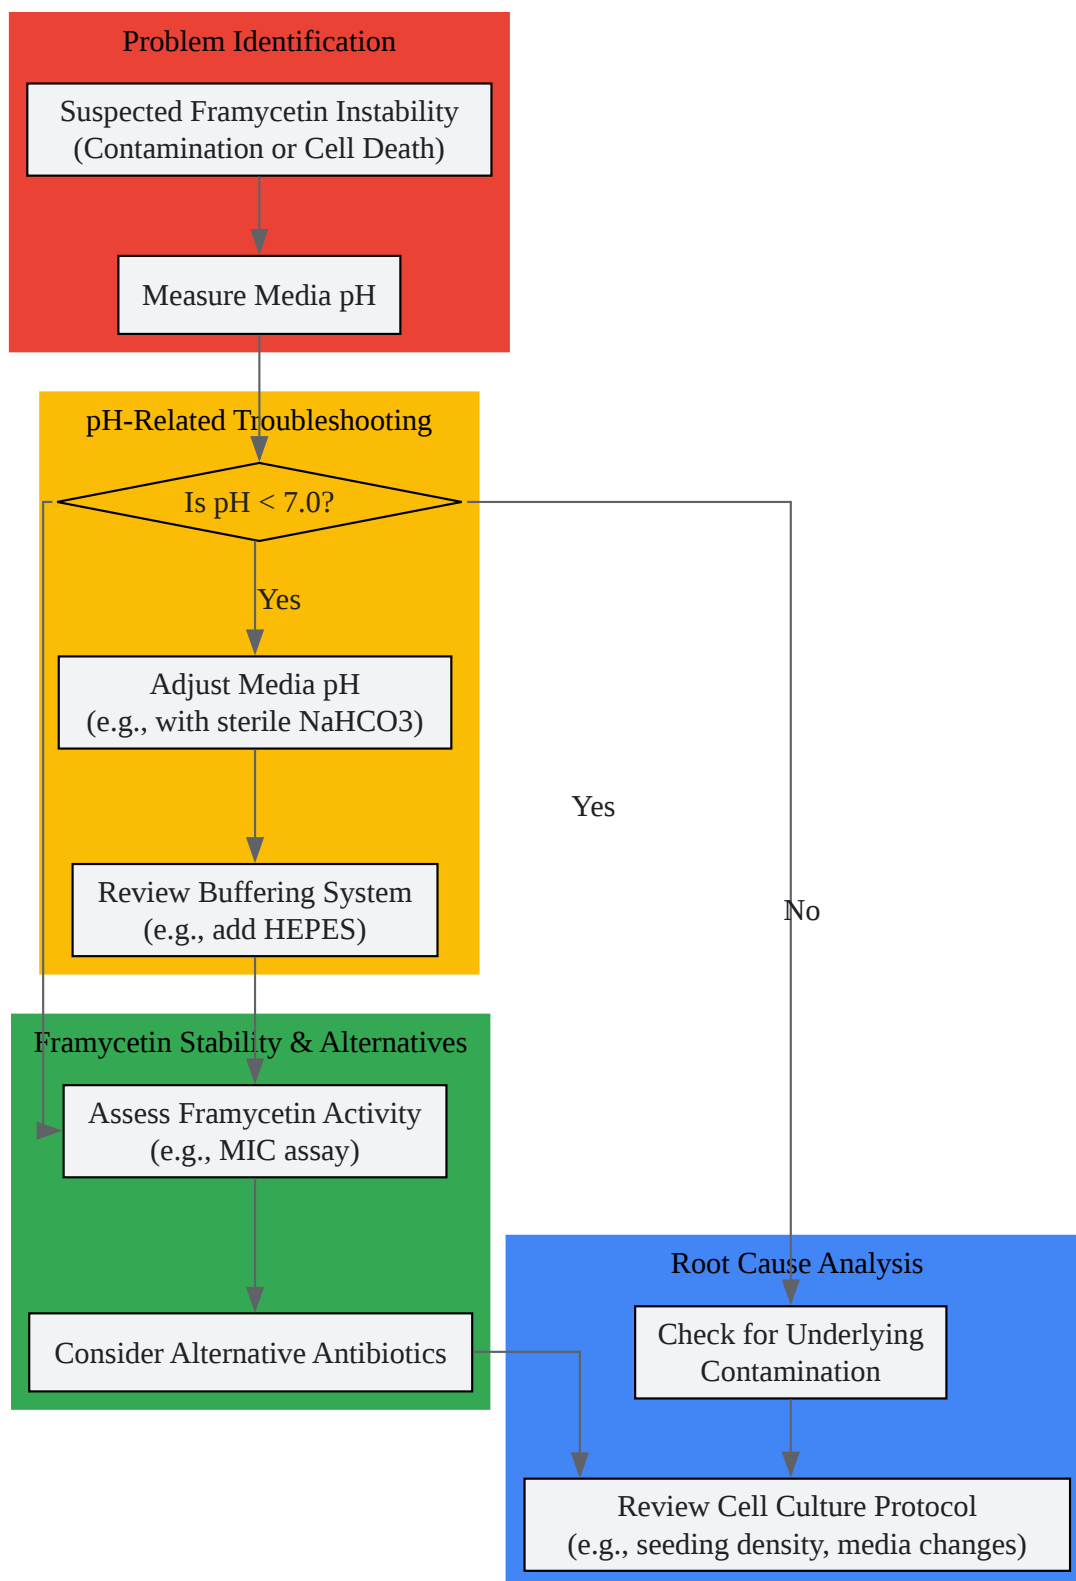 Problem Identification
Suspected Framycetin Instability
(Contamination or Cell Death)
Measure Media pH
pH-Related Troubleshooting
Is pH < 7.0?
Yes
Adjust Media pH
(e.g., with sterile NaHCO3)
Yes
Review Buffering System
(e.g., add HEPES)
No
Framycetin Stability & Alternatives
Assess Framycetin Activity
(e.g., MIC assay)
Consider Alternative Antibiotics
Root Cause Analysis
Check for Underlying
Contamination
Review Cell Culture Protocol
(e.g., seeding density, media changes)